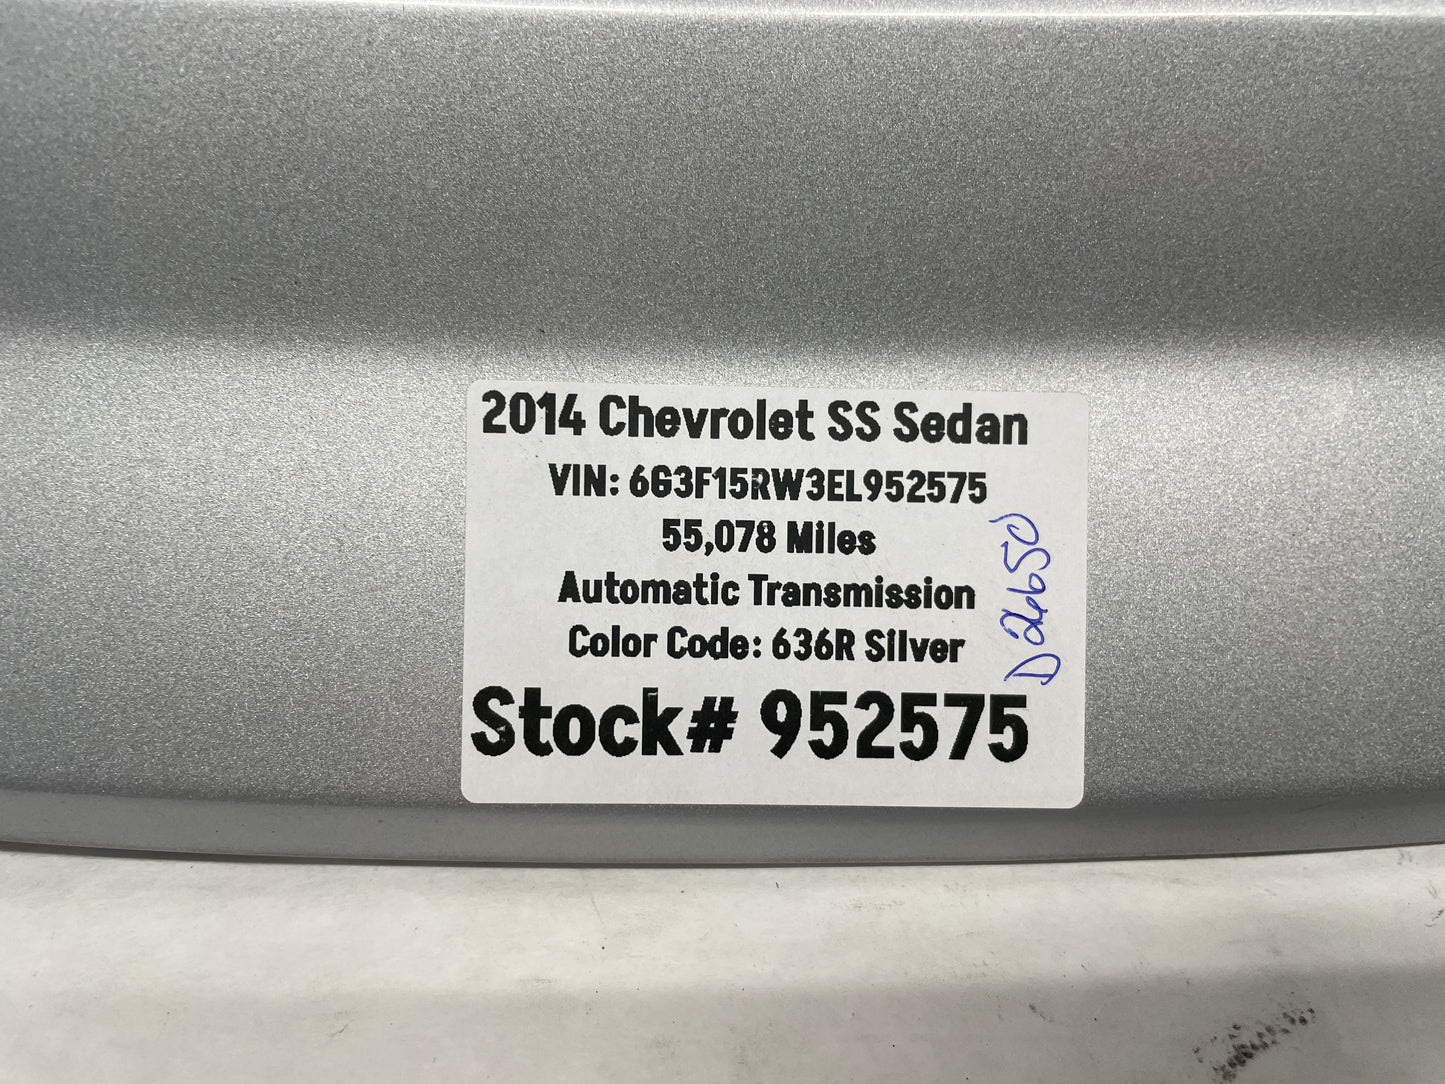 2014 Chevrolet SS Sedan
VIN: 6G3F15RW3EL952575
55,078 Miles
Automatic Transmission
Color Code: 636R Silver
Stock# 952575